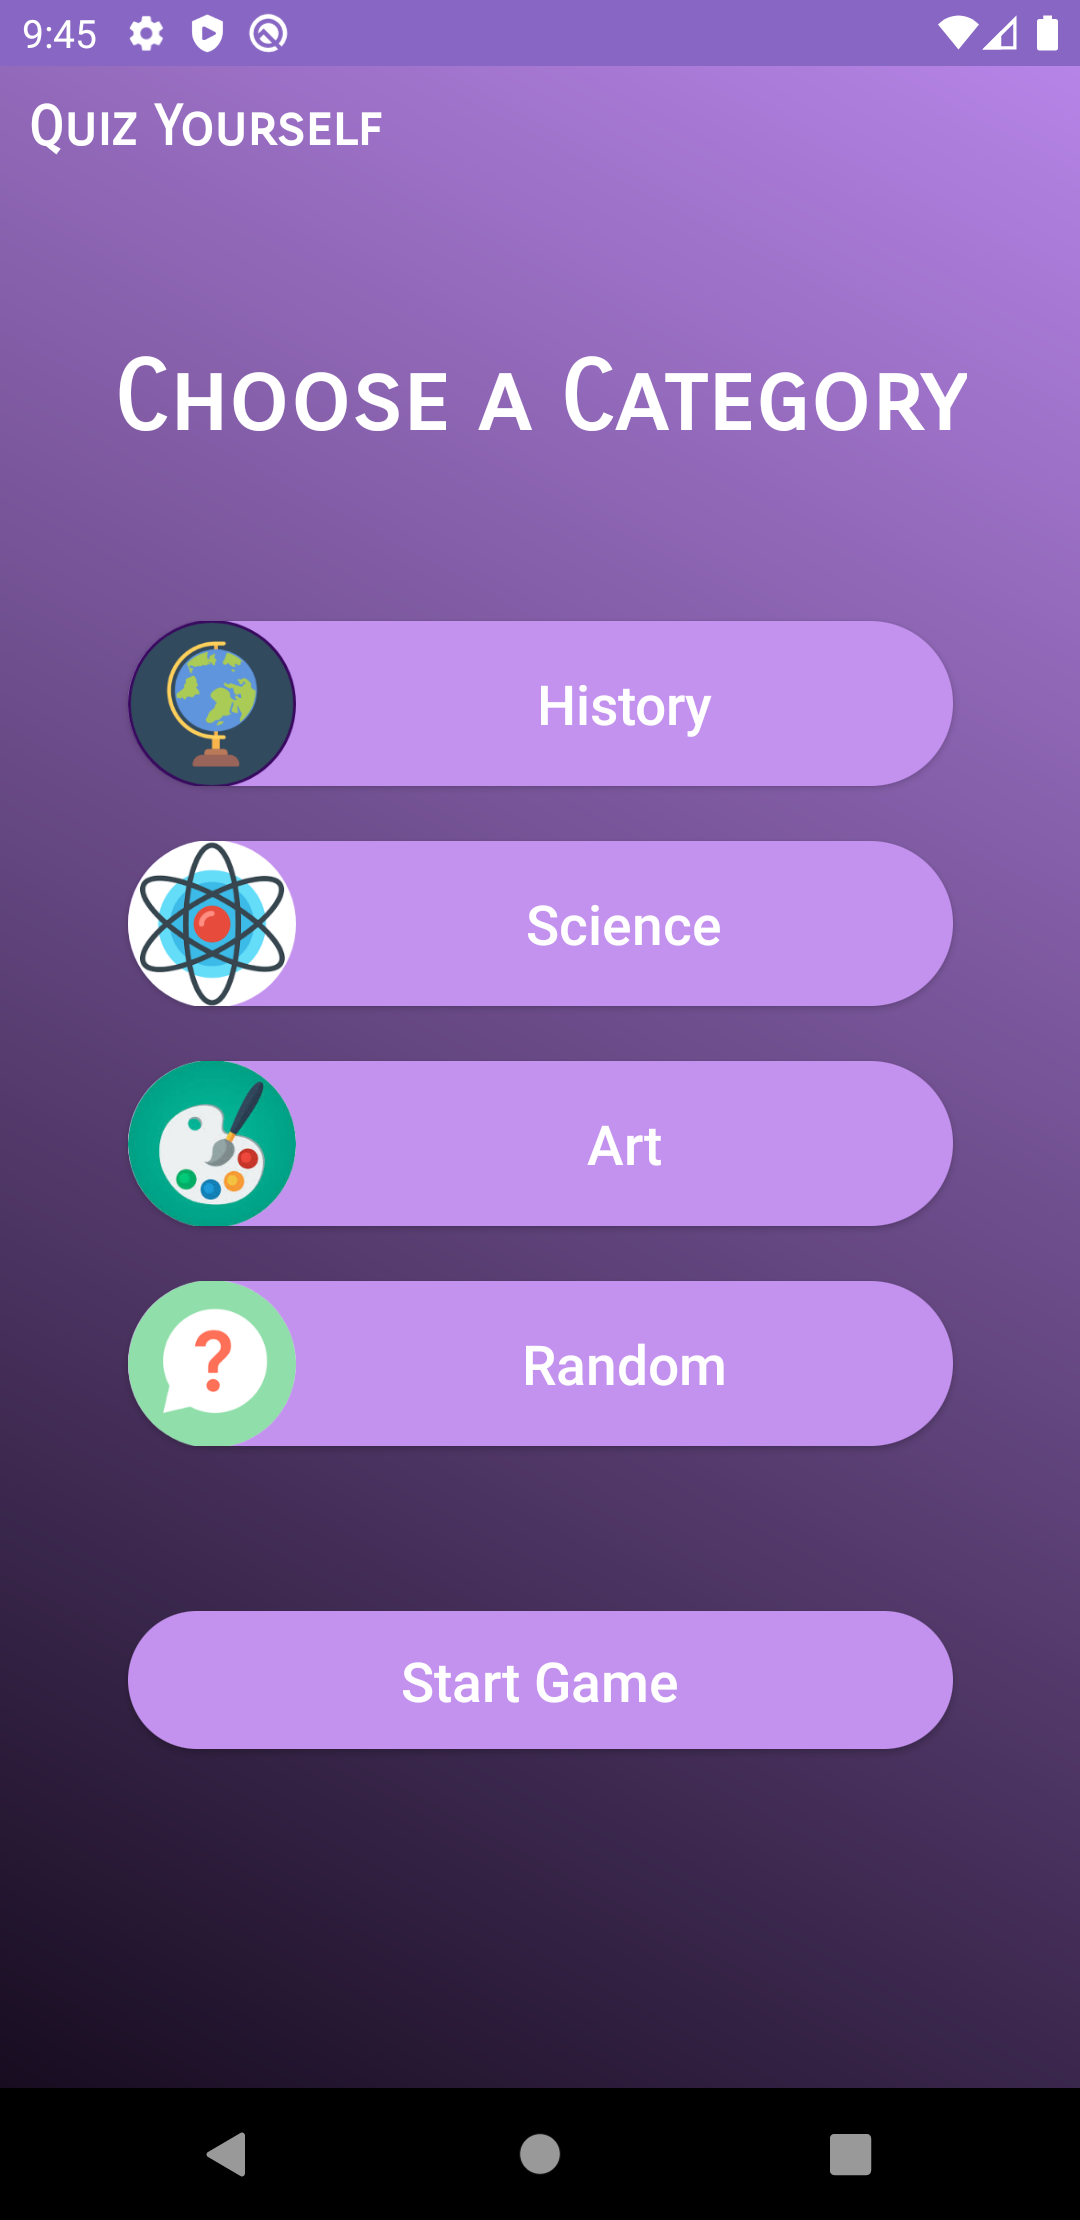 9:45
Quiz Yourself
Choose a Category
History
Science
Art
?
Random
Start Game